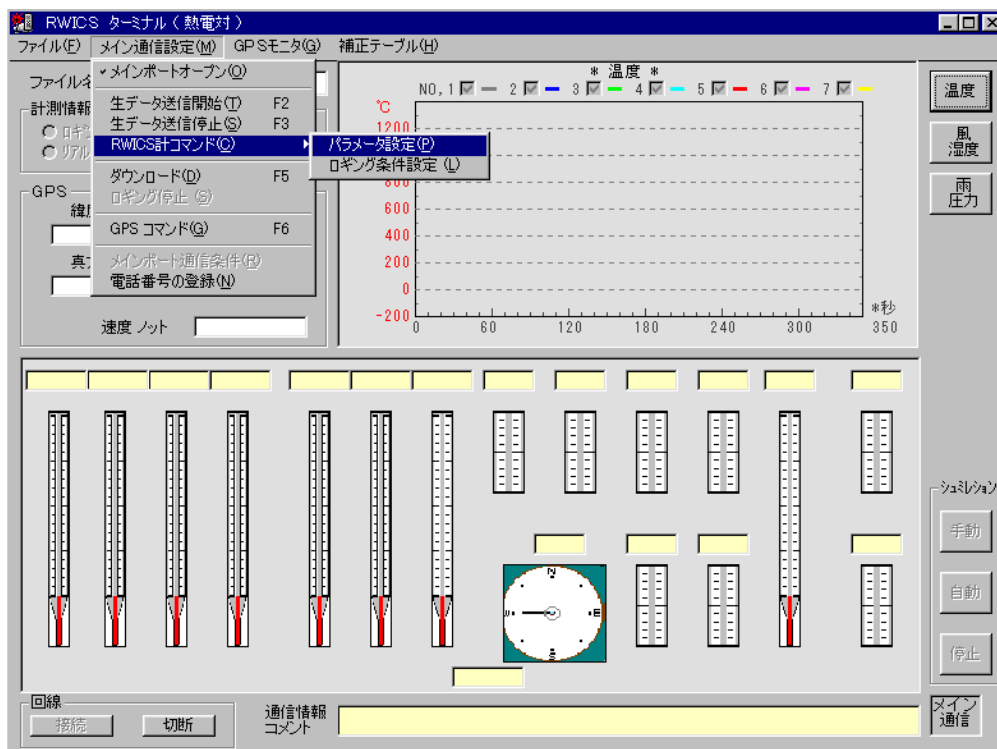 RWICS ターミナル(熱電対)
ファイル(F) メイン通信設定(M) GPSモニタ(G) 補正テーブル(H)
メインポートオープン(O)
生データ送信開始(T) F2
生データ送信停止(S) F3
RWICS計コマンド(C)
ダウンロード(D) F5
ロギング停止 (S)
GPS コマンド(G) F6
メインポート通信条件(R)
電話番号の登録(N)
パラメータ設定(P)
ロギング条件設定 (L)
計測情報
GPS
速度 ノット
* 温度 *
NO, 1 2 3 4 5 6 7
℃
1200
800
600
400
200
0
-200
0 60 120 180 240 300 350
*秒
温度
風
湿度
雨
圧力
N
E
S
シュミレション
手動
自動
停止
回線
接続 切断
通信情報
コメント
メイン
通信